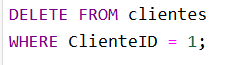 DELETE FROM clientes
WHERE ClienteID = 1;